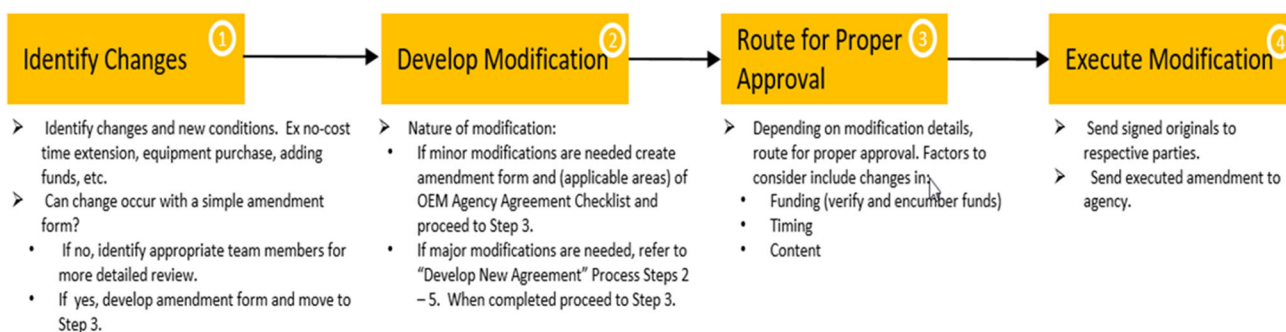 Identify Changes
1
➢ Identify changes and new conditions. Ex no-cost
time extension, equipment purchase, adding
funds, etc.
➢ Can change occur with a simple amendment
form?
• If no, identify appropriate team members for
more detailed review.
• If yes, develop amendment form and move to
Step 3.
Develop Modification
2
➢ Nature of modification:
• If minor modifications are needed create
amendment form and (applicable areas) of
OEM Agency Agreement Checklist and
proceed to Step 3.
• If major modifications are needed, refer to
“Develop New Agreement” Process Steps 2
– 5. When completed proceed to Step 3.
Route for Proper
Approval
3
➢ Depending on modification details,
route for proper approval. Factors to
consider include changes in:
• Funding (verify and encumber funds)
• Timing
• Content
Execute Modification
4
➢ Send signed originals to
respective parties.
➢ Send executed amendment to
agency.